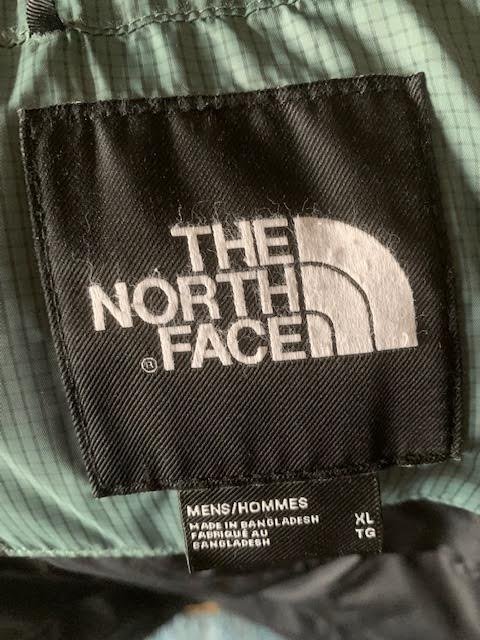 THE
NORTH
® FACE
MENS/HOMMES
MADE IN BANGLADESH
FABRIQUÉ AU
BANGLADESH
XL
TG